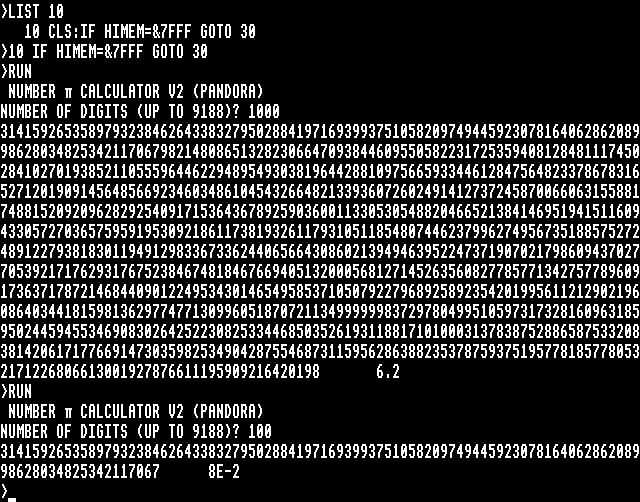 >LIST 10
10 CLS:IF HIMEM=&7FFF GOTO 30
>10 IF HIMEM=&7FFF GOTO 30
>RUN
NUMBER π CALCULATOR V2 (PANDORA)
NUMBER OF DIGITS (UP TO 9188)? 1000
31415926535897932384626433832795028841971693993751058209749445923078164062862089
98628034825342117067982148086513282306647093844609550582231725359408128481117450
28410270193852110555964462294895493038196442881097566593344612847564823378678316
52712019091456485669234603486104543266482133936072602491412737245870066063155881
74881520920962829254091715364367892590360011330530548820466521384146951941511609
43305727036575959195309218611738193261179310511854807446237996274956735188575272
48912279381830119491298336733624406566430860213949463952247371907021798609437027
70539217176293176752384674818467669405132000568127145263560827785771342757789609
17363717872146844090122495343014654958537105079227968925892354201995611212902196
08640344181598136297747713099605187072113499999983729780499510597317328160963185
95024459455346908302642522308253344685035261931188171010003137838752886587533208
38142061717766914730359825349042875546873115956286388235378759375195778185778053
2171226806613001927876611195909216420198 6.2
>RUN
NUMBER π CALCULATOR V2 (PANDORA)
NUMBER OF DIGITS (UP TO 9188)? 100
31415926535897932384626433832795028841971693993751058209749445923078164062862089
98628034825342117067 8E-2
>_